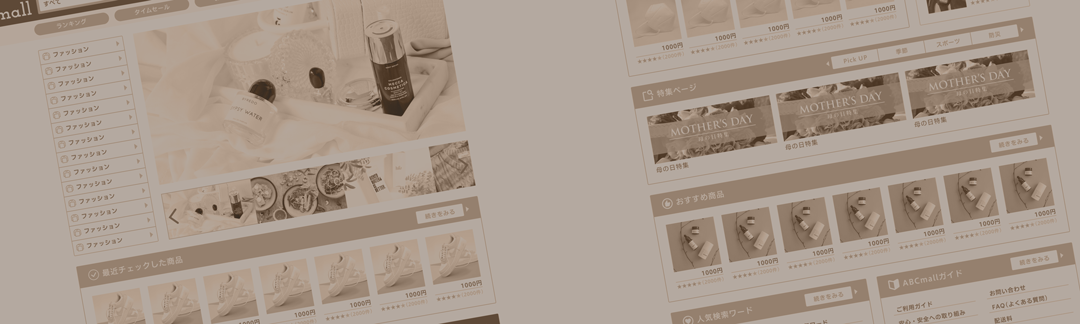 mall
すべて
ランキング
タイムセール
ファッション
ファッション
ファッション
ファッション
ファッション
ファッション
ファッション
ファッション
ファッション
ファッション
ファッション
ファッション
ファッション
ファッション
続きをみる
最近チェックした商品
1000円
1000円
1000円
1000円
1000円
1000円
1000円
1000円
1000円
1000円
Pick UP
季節
スポーツ
防災
特集ページ
MOTHER'S DAY
母の日特集
MOTHER'S DAY
母の日特集
MOTHER'S DAY
母の日特集
母の日特集
母の日特集
母の日特集
続きをみる
おすすめ商品
1000円
1000円
1000円
1000円
1000円
1000円
1000円
続きをみる
人気検索ワード
続きをみる
ABCmallガイド
ご利用ガイド
お問い合わせ
安心・安全への取り組み
FAQ(よくある質問)
配送料